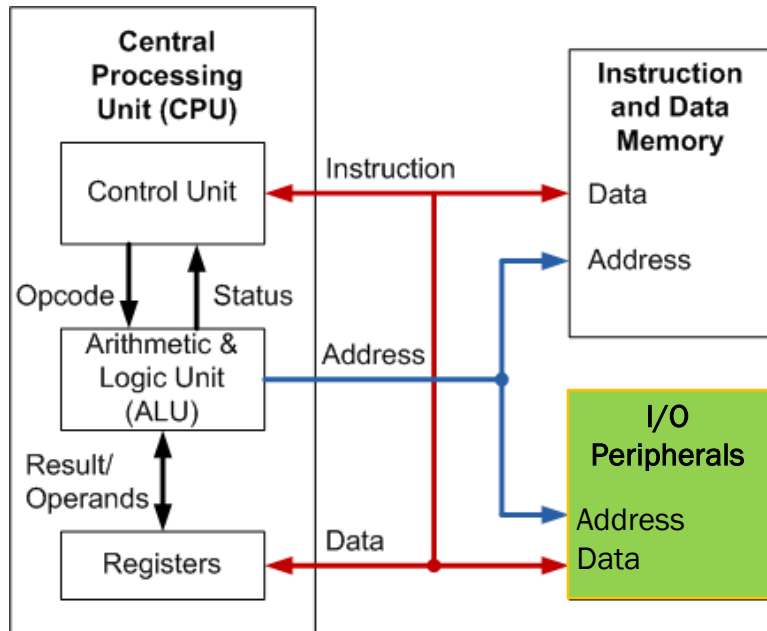 Central
Processing
Unit (CPU)
Control Unit
Opcode
Status
Arithmetic &
Logic Unit
(ALU)
Result/
Operands
Registers
Instruction
Address
Data
Instruction
and Data
Memory
Data
Address
I/O
Peripherals
Address
Data